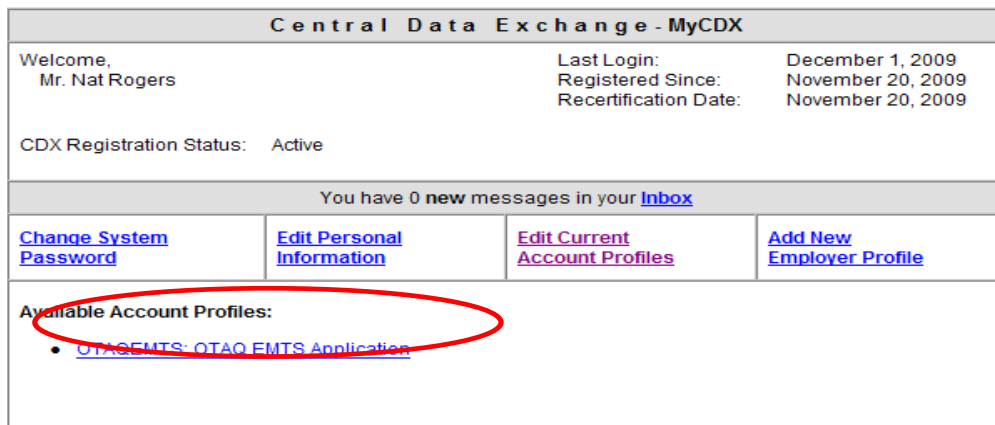 Central Data Exchange - MyCDX
Welcome,
Mr. Nat Rogers
Last Login: December 1, 2009
Registered Since: November 20, 2009
Recertification Date: November 20, 2009
CDX Registration Status: Active
You have 0 new messages in your Inbox
Change System
Password
Edit Personal
Information
Edit Current
Account Profiles
Add New
Employer Profile
Available Account Profiles:
• OTAQEMTS: OTAQ EMTS Application